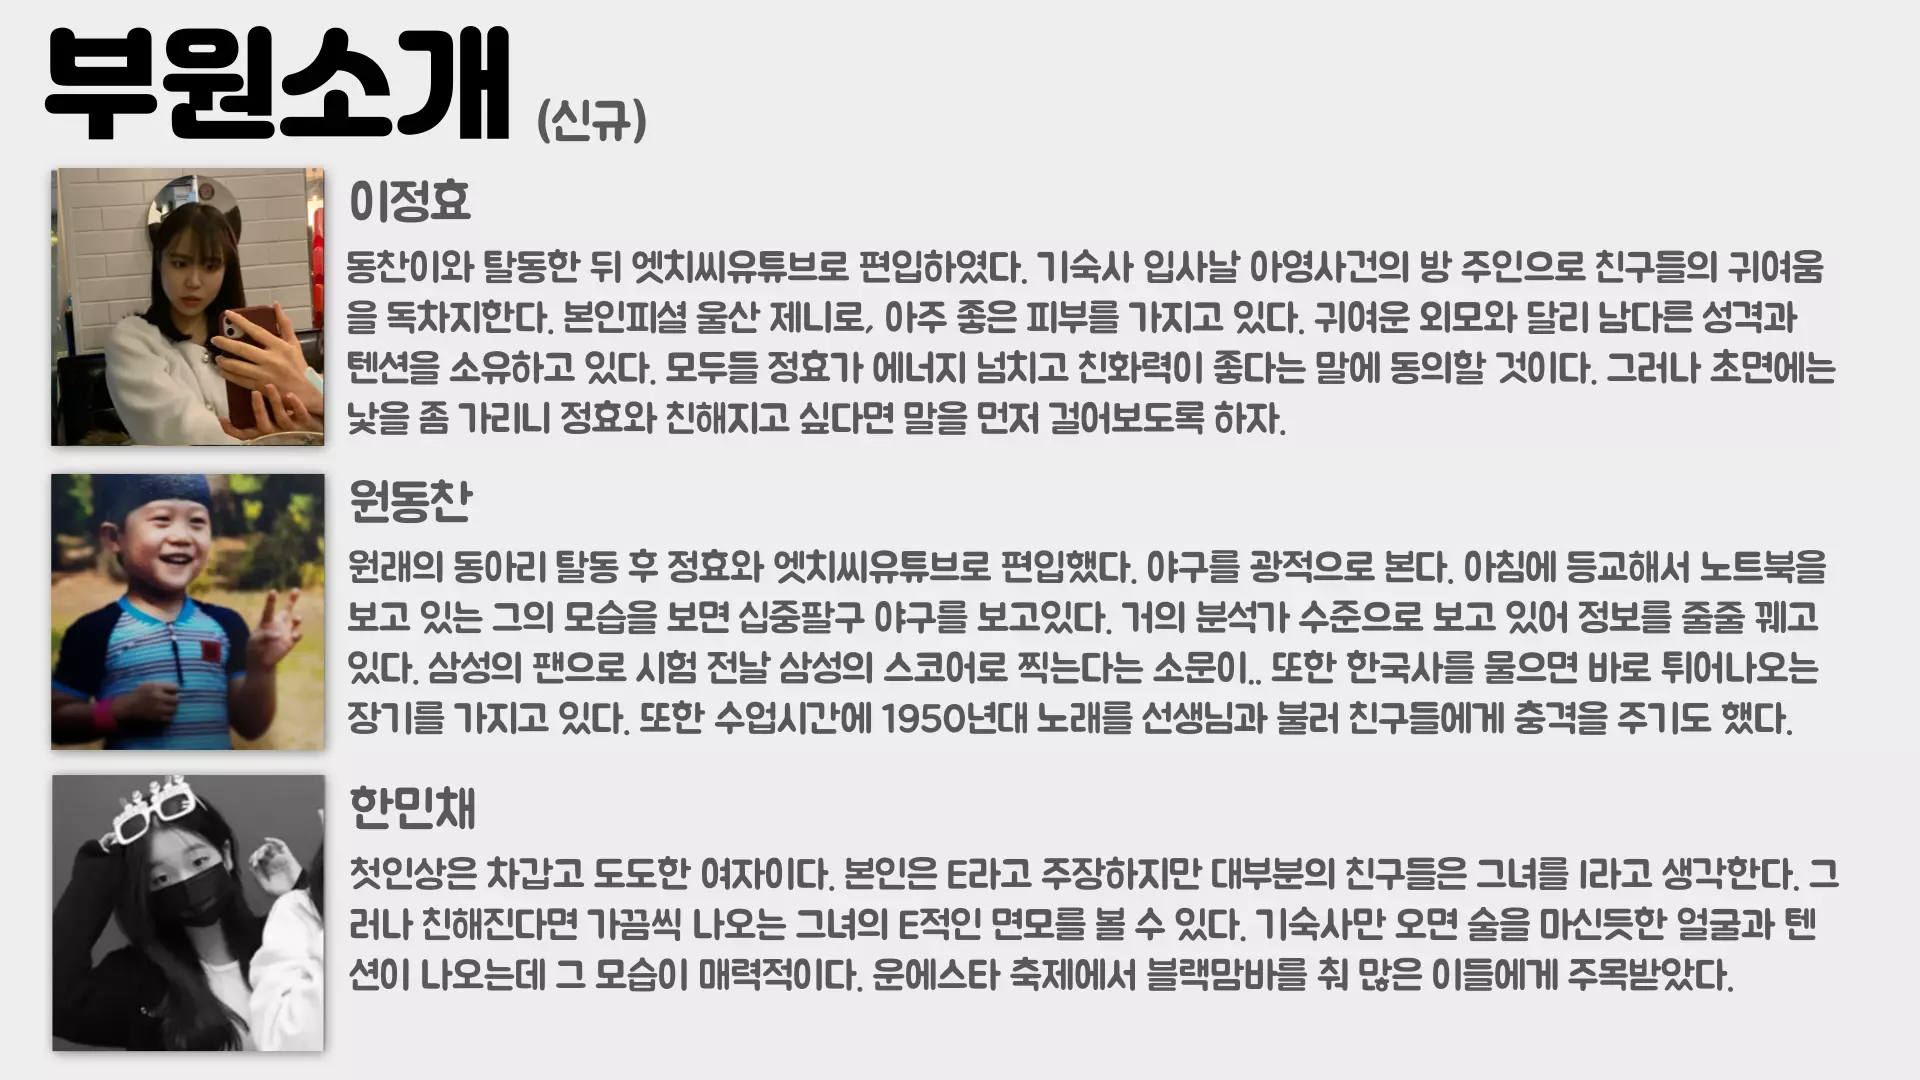 부원소개 (신규)
이정효
동찬이와 탈동한 뒤 엣치씨유튜브로 편입하였다. 기숙사 입사날 아영사건의 방 주인으로 친구들의 귀여움
을 독차지한다. 본인피셜 울산 제니로, 아주 좋은 피부를 가지고 있다. 귀여운 외모와 달리 남다른 성격과
텐션을 소유하고 있다. 모두들 정효가 에너지 넘치고 친화력이 좋다는 말에 동의할 것이다. 그러나 초면에는
낯을 좀 가리니 정효와 친해지고 싶다면 말을 먼저 걸어보도록 하자.
원동찬
원래의 동아리 탈동 후 정효와 엣치씨유튜브로 편입했다. 야구를 광적으로 본다. 아침에 등교해서 노트북을
보고 있는 그의 모습을 보면 십중팔구 야구를 보고있다. 거의 분석가 수준으로 보고 있어 정보를 줄줄 꿰고
있다. 삼성의 팬으로 시험 전날 삼성의 스코어로 찍는다는 소문이.. 또한 한국사를 물으면 바로 튀어나오는
장기를 가지고 있다. 또한 수업시간에 1950년대 노래를 선생님과 불러 친구들에게 충격을 주기도 했다.
한민채
첫인상은 차갑고 도도한 여자이다. 본인은 E라고 주장하지만 대부분의 친구들은 그녀를 I라고 생각한다. 그
러나 친해진다면 가끔씩 나오는 그녀의 E적인 면모를 볼 수 있다. 기숙사만 오면 술을 마신듯한 얼굴과 텐
션이 나오는데 그 모습이 매력적이다. 운에스타 축제에서 블랙맘바를 춰 많은 이들에게 주목받았다.